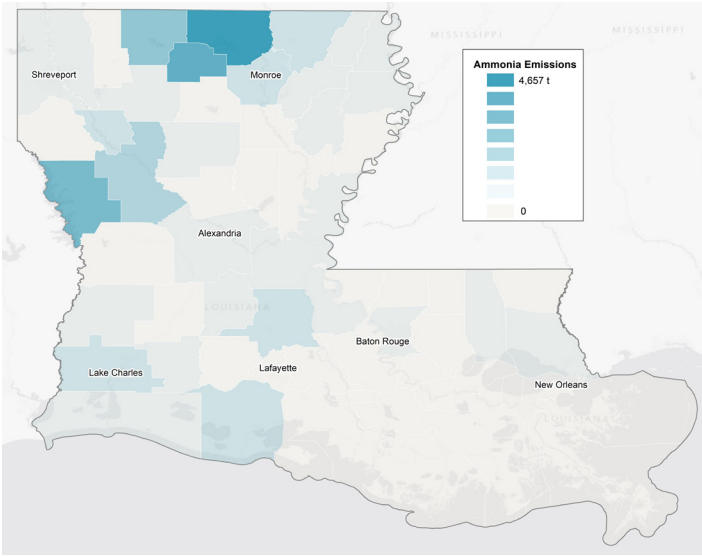 MISSISSIPPI
MISSISSIPPI
Ammonia Emissions
4,657 t
0
Shreveport
Monroe
Alexandria
LOUISIANA
Baton Rouge
Lake Charles
Lafayette
New Orleans
LOUISIANA